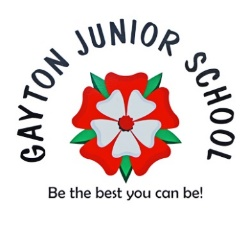 GAYTON JUNIOR SCHOOL
Be the best you can be!